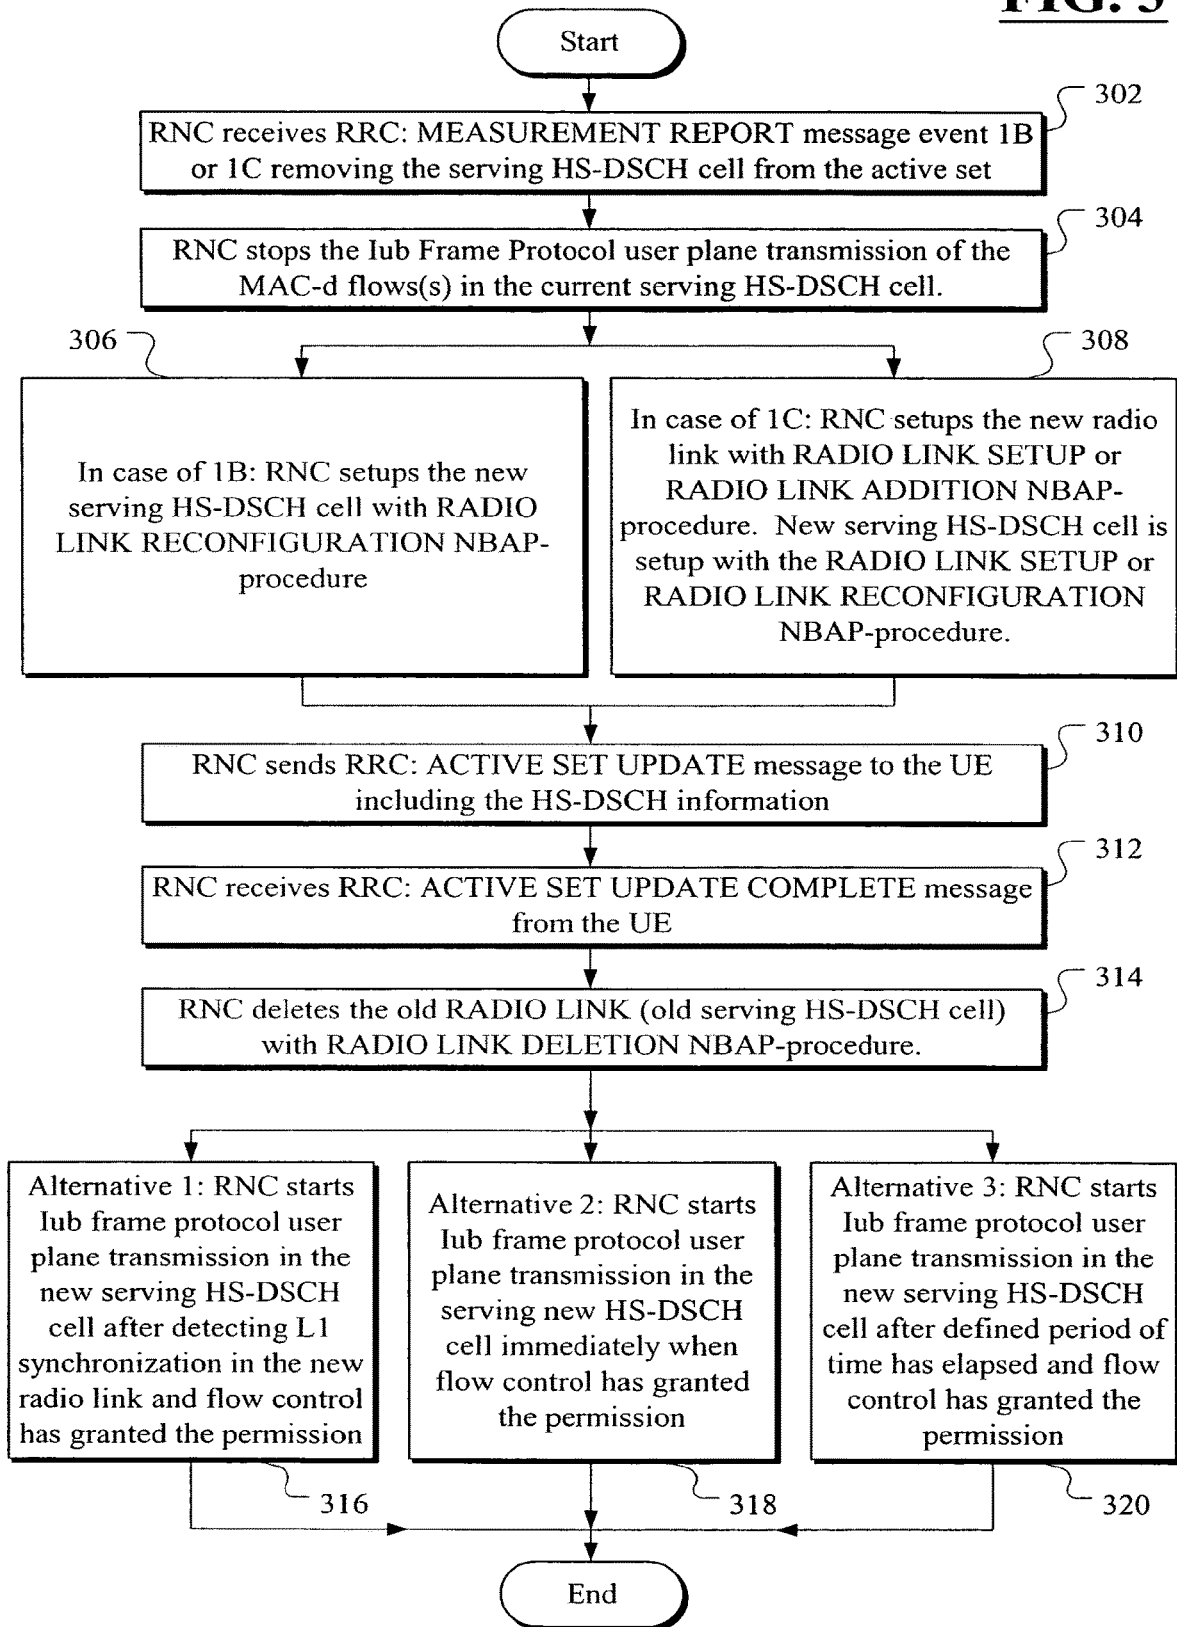 FIG. 3
Start
302
RNC receives RRC: MEASUREMENT REPORT message event 1B
or 1C removing the serving HS-DSCH cell from the active set
304
RNC stops the Iub Frame Protocol user plane transmission of the
MAC-d flows(s) in the current serving HS-DSCH cell.
306
308
In case of 1B: RNC setups the new
serving HS-DSCH cell with RADIO
LINK RECONFIGURATION NBAP-
procedure
In case of 1C: RNC setups the new radio
link with RADIO LINK SETUP or
RADIO LINK ADDITION NBAP-
procedure. New serving HS-DSCH cell is
setup with the RADIO LINK SETUP or
RADIO LINK RECONFIGURATION
NBAP-procedure.
310
RNC sends RRC: ACTIVE SET UPDATE message to the UE
including the HS-DSCH information
312
RNC receives RRC: ACTIVE SET UPDATE COMPLETE message
from the UE
314
RNC deletes the old RADIO LINK (old serving HS-DSCH cell)
with RADIO LINK DELETION NBAP-procedure.
Alternative 1: RNC starts
Iub frame protocol user
plane transmission in the
new serving HS-DSCH
cell after detecting L1
synchronization in the new
radio link and flow control
has granted the permission
Alternative 2: RNC starts
Iub frame protocol user
plane transmission in the
serving new HS-DSCH
cell immediately when
flow control has granted
the permission
Alternative 3: RNC starts
Iub frame protocol user
plane transmission in the
new serving HS-DSCH
cell after defined period of
time has elapsed and flow
control has granted the
permission
316
318
320
End